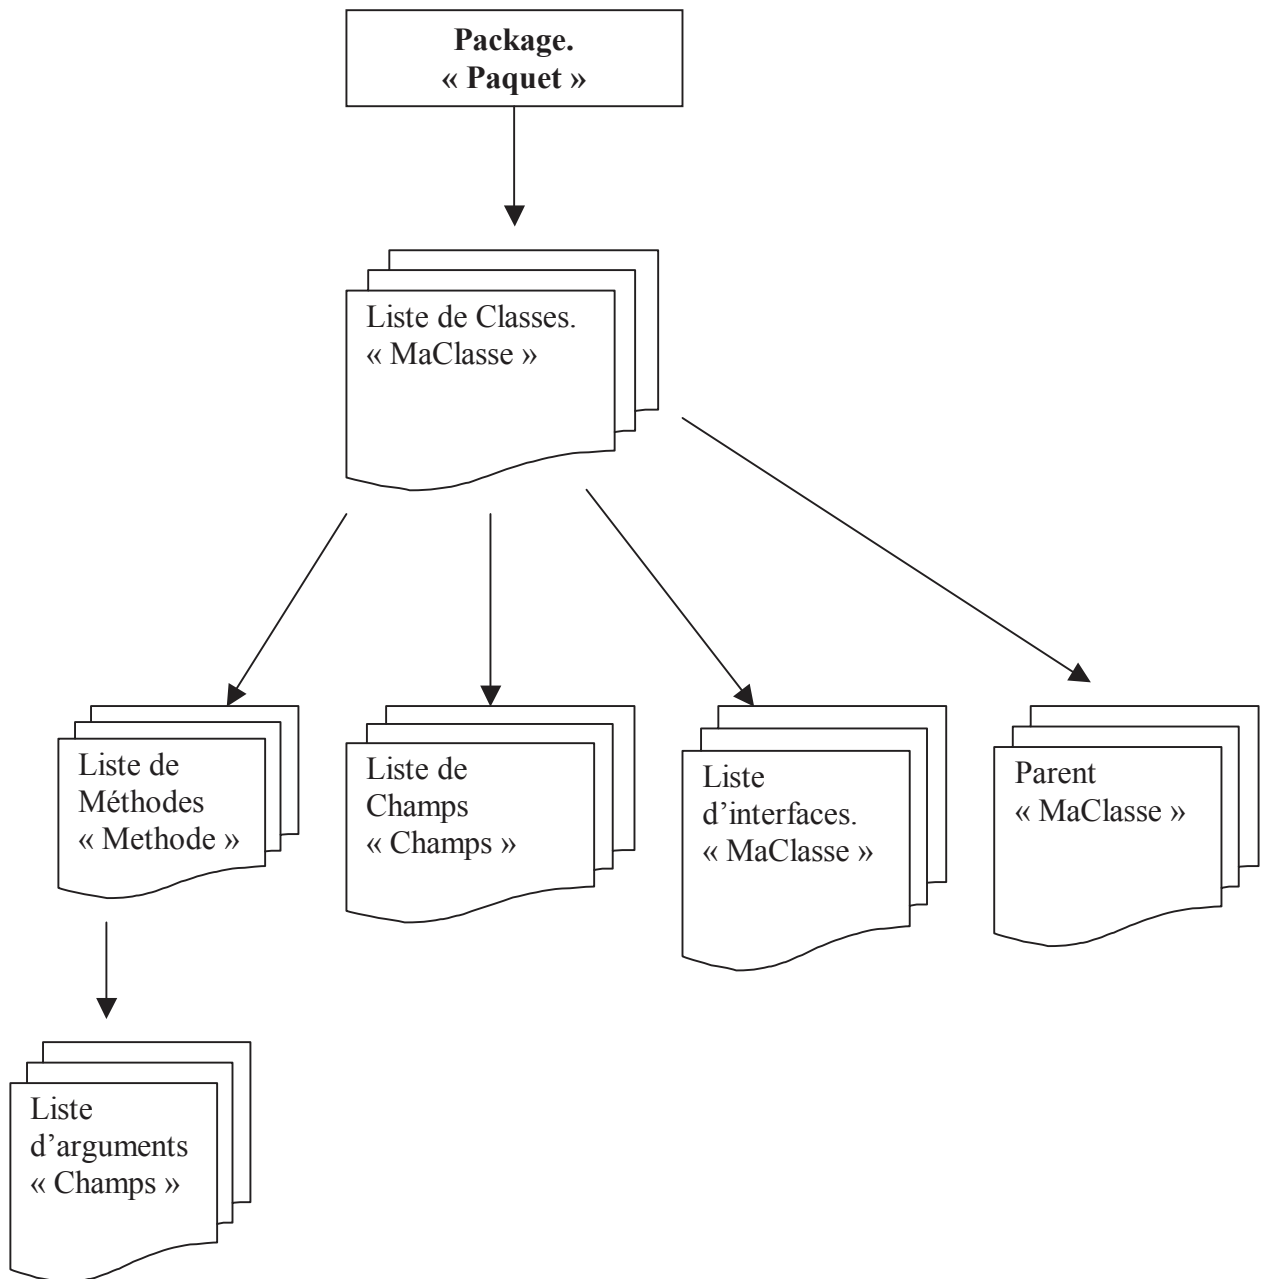 Package.
« Paquet »
Liste de Classes.
« MaClasse »
Liste de
Méthodes
« Methode »
Liste de
Champs
« Champs »
Liste
d’interfaces.
« MaClasse »
Parent
« MaClasse »
Liste
d’arguments
« Champs »